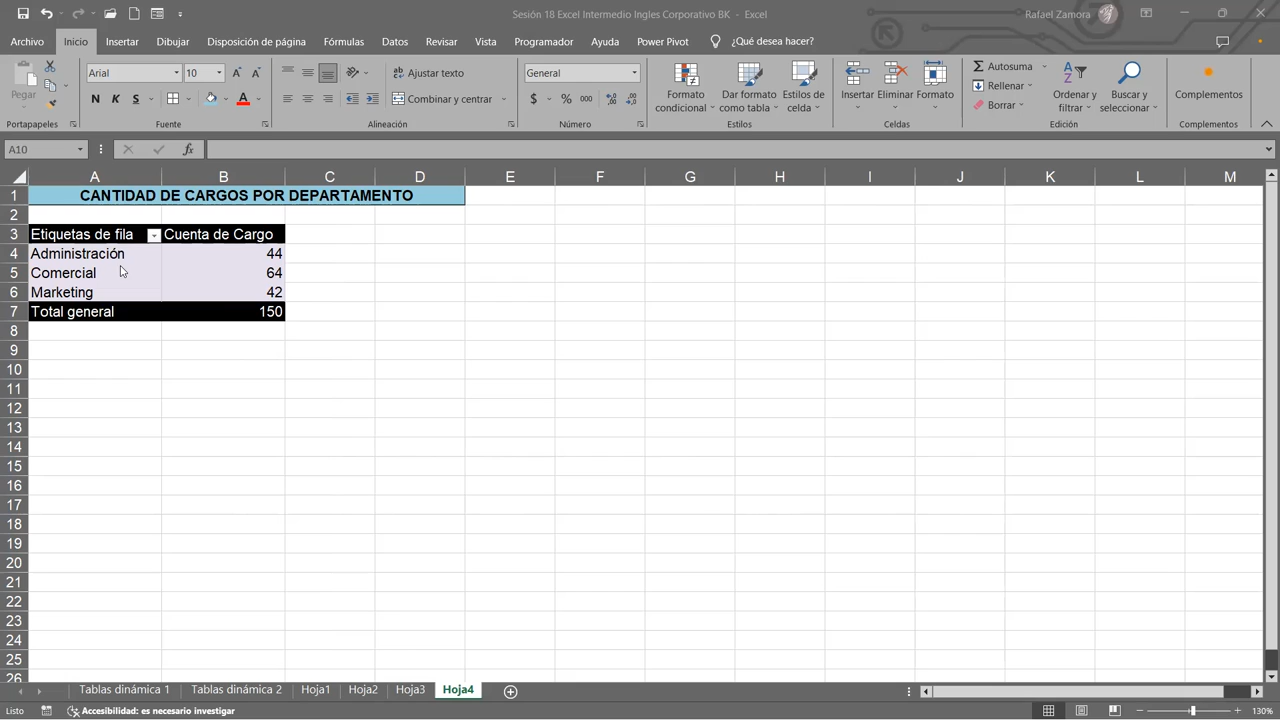 Sesión 18 Excel Intermedio Ingles Corporativo BK - Excel
Rafael Zamora
Archivo Inicio Insertar Dibujar Disposición de página Fórmulas Datos Revisar Vista Programador Ayuda Power Pivot ¿Qué desea hacer?
Pegar
Portapapeles
Arial 10
N K S
Fuente
Ajustar texto
Combinar y centrar
Alineación
General
$ % 000
Número
Formato condicional
Dar formato como tabla
Estilos de celda
Estilos
Insertar Eliminar Formato
Celdas
Autosuma
Rellenar
Borrar
Ordenar y filtrar
Buscar y seleccionar
Edición
Complementos
Complementos
A10 fx
A B C D E F G H I J K L M
1 CANTIDAD DE CARGOS POR DEPARTAMENTO
2
3 Etiquetas de fila Cuenta de Cargo
4 Administración 44
5 Comercial 64
6 Marketing 42
7 Total general 150
8
9
10
11
12
13
14
15
16
17
18
19
20
21
22
23
24
25
26
Tablas dinámica 1 Tablas dinámica 2 Hoja1 Hoja2 Hoja3 Hoja4
Listo Accesibilidad: es necesario investigar 130%